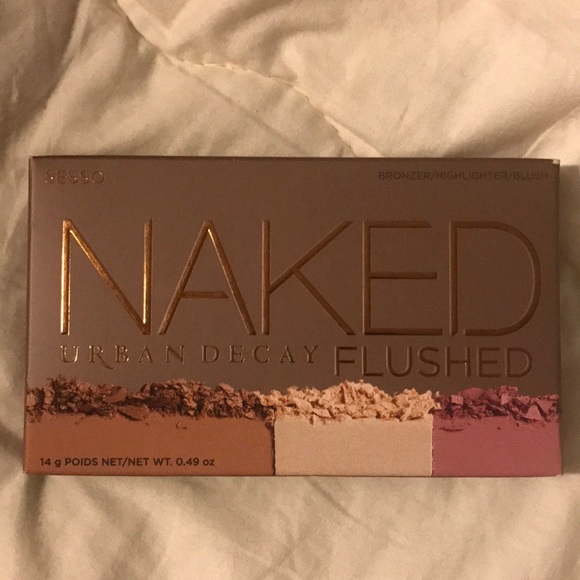 SESSO
BRONZER/HIGHLIGHTER/BLUSH
NAKED
URBAN DECAY FLUSHED
14 g POIDS NET/NET WT. 0.49 oz